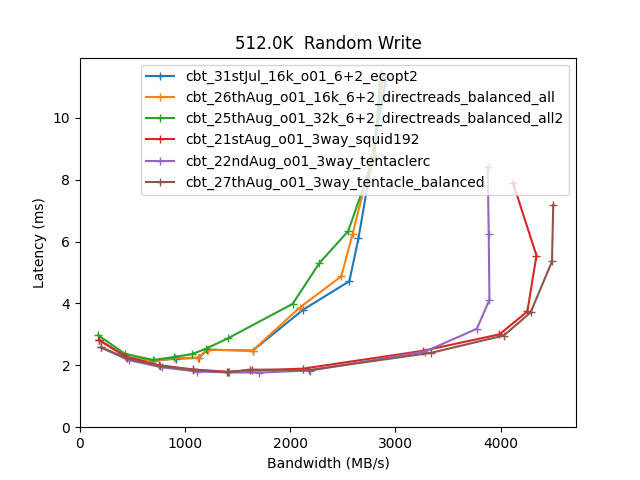 512.0K  Random Write
cbt_31stJul_16k_o01_6+2_ecopt2
cbt_26thAug_o01_16k_6+2_directreads_balanced_all
cbt_25thAug_o01_32k_6+2_directreads_balanced_all2
cbt_21stAug_o01_3way_squid192
cbt_22ndAug_o01_3way_tentaclerc
cbt_27thAug_o01_3way_tentacle_balanced
10
8
6
4
2
0
Latency (ms)
0 1000 2000 3000 4000
Bandwidth (MB/s)